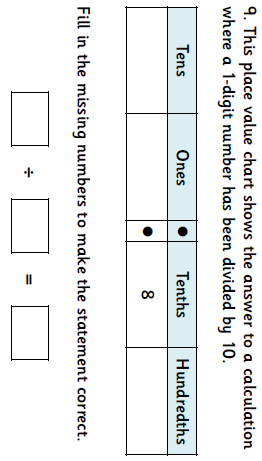 9. This place value chart shows the answer to a calculation
where a 1-digit number has been divided by 10.
Tens Ones • Tenths Hundredths
• 8
Fill in the missing numbers to make the statement correct.
÷ =